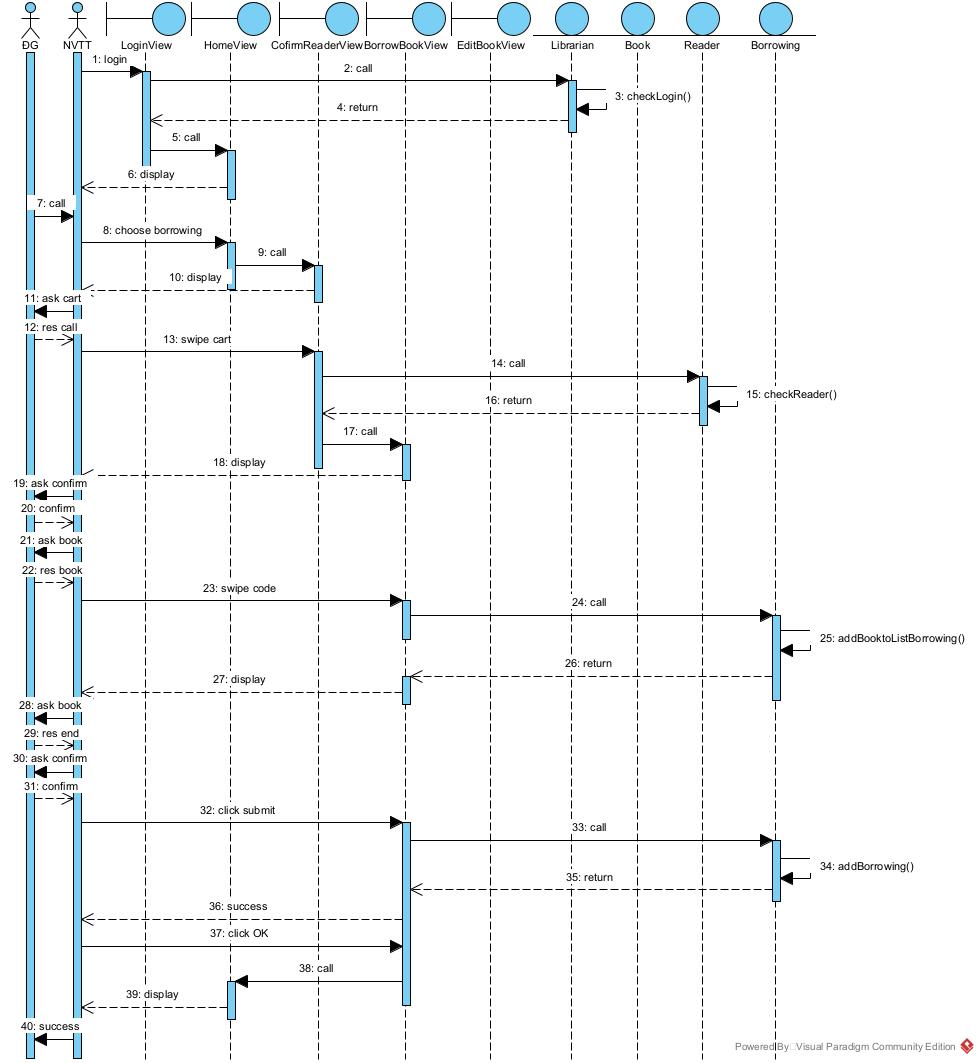 ĐG NVTT LoginView HomeView CofirmReaderView BorrowBookView EditBookView Librarian Book Reader Borrowing
1: login
2: call
3: checkLogin()
4: return
5: call
6: display
7: call
8: choose borrowing
9: call
10: display
11: ask cart
12: res call
13: swipe cart
14: call
15: checkReader()
16: return
17: call
18: display
19: ask confirm
20: confirm
21: ask book
22: res book
23: swipe code
24: call
25: addBooktoListBorrowing()
26: return
27: display
28: ask book
29: res end
30: ask confirm
31: confirm
32: click submit
33: call
34: addBorrowing()
35: return
36: success
37: click OK
38: call
39: display
40: success
Powered By Visual Paradigm Community Edition